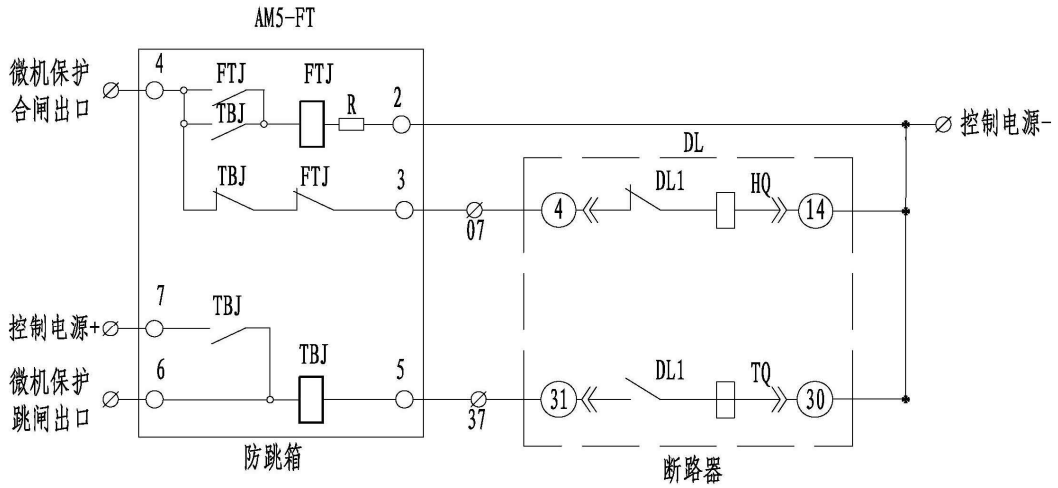 AM5-FT
微机保护
合闸出口
4
FTJ
FTJ
TBJ
R
2
控制电源-
DL
TBJ
FTJ
3
07
4
DL1
HQ
14
控制电源+
7
TBJ
微机保护
跳闸出口
6
TBJ
5
37
31
DL1
TQ
30
防跳箱
断路器